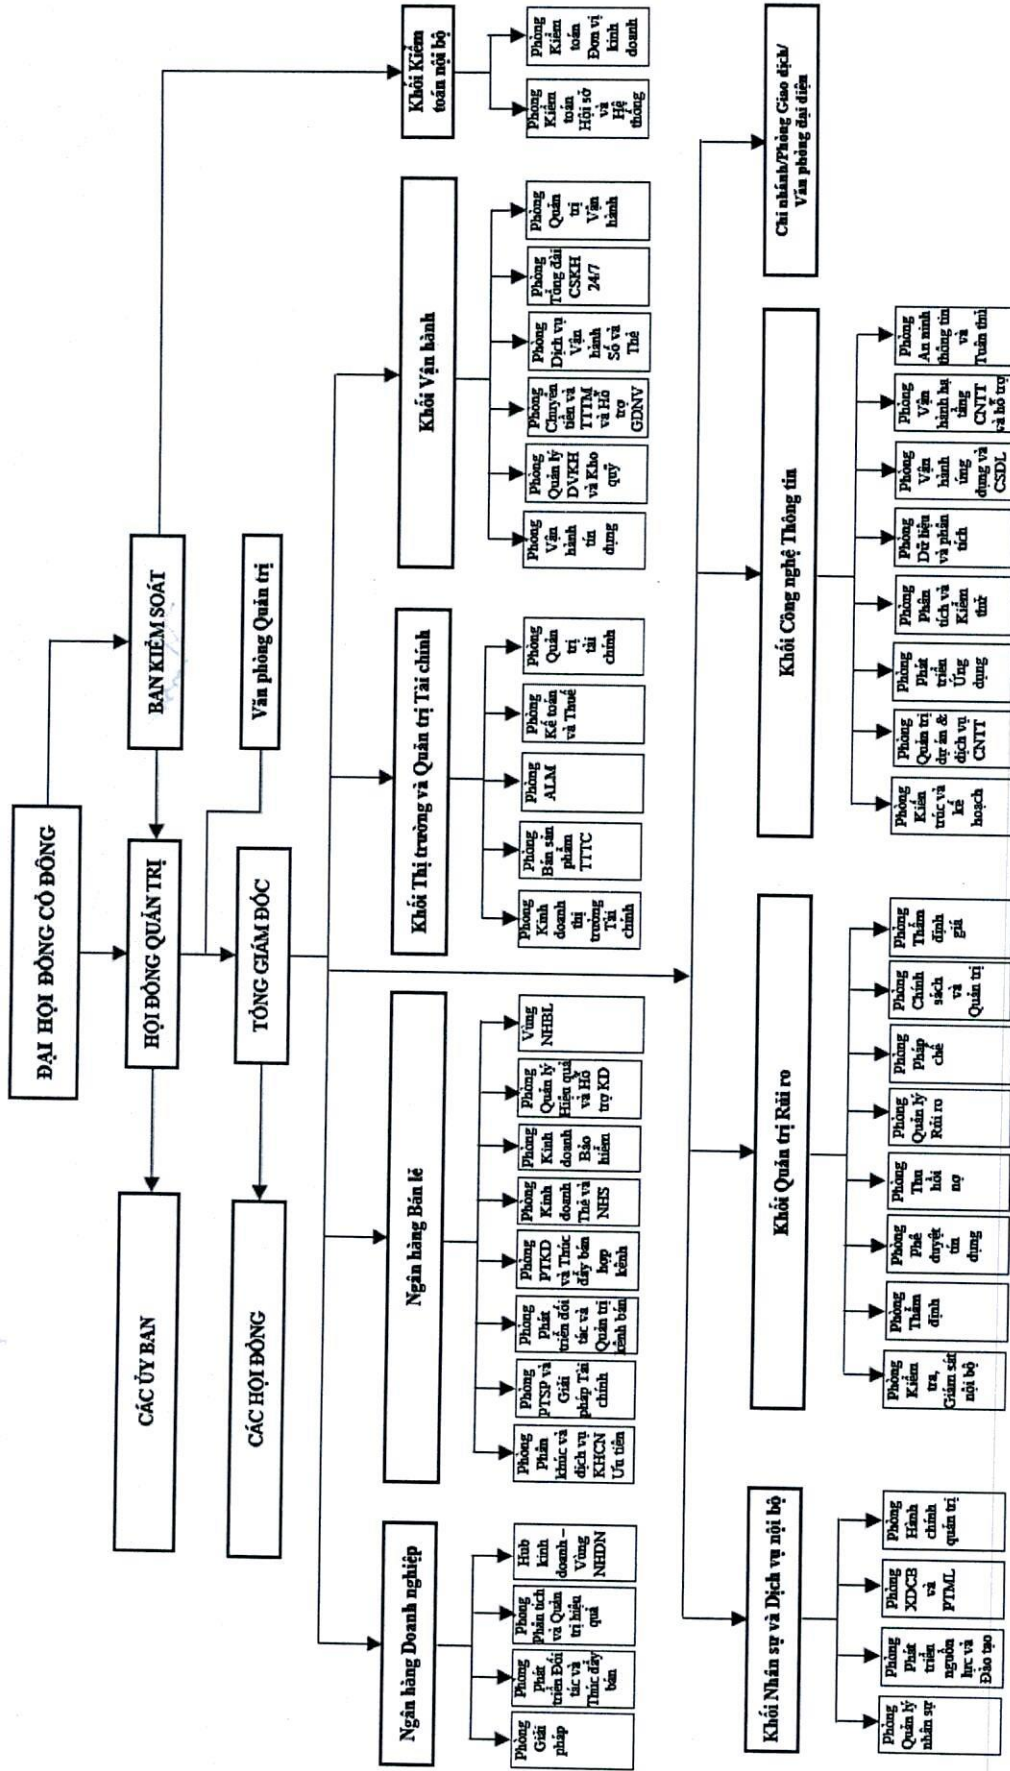 ĐẠI HỘI ĐỒNG CỔ ĐÔNG
HỘI ĐỒNG QUẢN TRỊ
BAN KIỂM SOÁT
CÁC ỦY BAN
Văn phòng Quản trị
TỔNG GIÁM ĐỐC
CÁC HỘI ĐỒNG
Ngân hàng Doanh nghiệp
Ngân hàng Bán lẻ
Khối Thị trường và Quản trị Tài chính
Khối Vận hành
Khối Kiểm
toán nội bộ
Phòng
Giải
pháp
Phòng
Phát
triển Đối
tác và
Thúc đẩy
bán
Phòng
Phân tích
và Quản
trị hiệu
quả
Hub
kinh
doanh –
Vùng
NHDN
Phòng
Phân
khúc và
dịch vụ
KHCN
Ưu tiên
Phòng
PTSP và
Giải
pháp Tài
chính
Phòng
Phát
triển đối
tác và
Quản trị
kênh bán
Phòng
PTKD
và Thúc
đẩy bán
hợp
kênh
Phòng
Kinh
doanh
Thẻ và
NHS
Phòng
Kinh
doanh
Bảo
hiểm
Phòng
Quản lý
Hiệu quả
và Hỗ
trợ KD
Vùng
NHBL
Phòng
Kinh
doanh
thị
trường
Tài
chính
Phòng
Bán sản
phẩm
TTTC
Phòng
ALM
Phòng
Kế toán
và Thuế
Phòng
Quản
trị
tài
chính
Phòng
Vận
hành
tín
dụng
Phòng
Quản lý
DVKH
và Kho
quỹ
Phòng
Chuyển
tiền và
TTTM
và Hỗ
trợ
GDNV
Phòng
Dịch vụ
Vận
hành
Số và
Thẻ
Phòng
Tổng đài
CSKH
24/7
Phòng
Quản
trị
Vận
hành
Phòng
Kiểm
toán
Hội sở
và
Hệ
thống
Phòng
Kiểm
toán
Đơn vị
kinh
doanh
Khối Nhân sự và Dịch vụ nội bộ
Khối Quản trị Rủi ro
Khối Công nghệ Thông tin
Chi nhánh/Phòng Giao dịch/
Văn phòng đại diện
Phòng
Quản lý
nhân sự
Phòng
Phát
triển
nguồn
lực và
Đào tạo
Phòng
XDCB
và
PTML
Phòng
Hành
chính
quản trị
Phòng
Kiểm
tra,
Giám sát
nội bộ
Phòng
Thẩm
định
Phòng
Phê
duyệt
tín
dụng
Phòng
Thu
hồi
nợ
Phòng
Quản lý
Rủi ro
Phòng
Pháp
chế
Phòng
Chính
sách
và
Quản trị
Phòng
Thẩm
định
giá
Phòng
Kiến
trúc và
kế
hoạch
Phòng
Quản trị
dự án &
dịch vụ
CNTT
Phòng
Phát
triển
Ứng
dụng
Phòng
Phân
tích và
Kiểm
thử
Phòng
Dữ liệu
và phân
tích
Phòng
Vận
hành
ứng
dụng và
CSDL
Phòng
Vận
hành hạ
tầng
CNTT
và hỗ trợ
Phòng
An ninh
thông tin
và
Tuân thủ